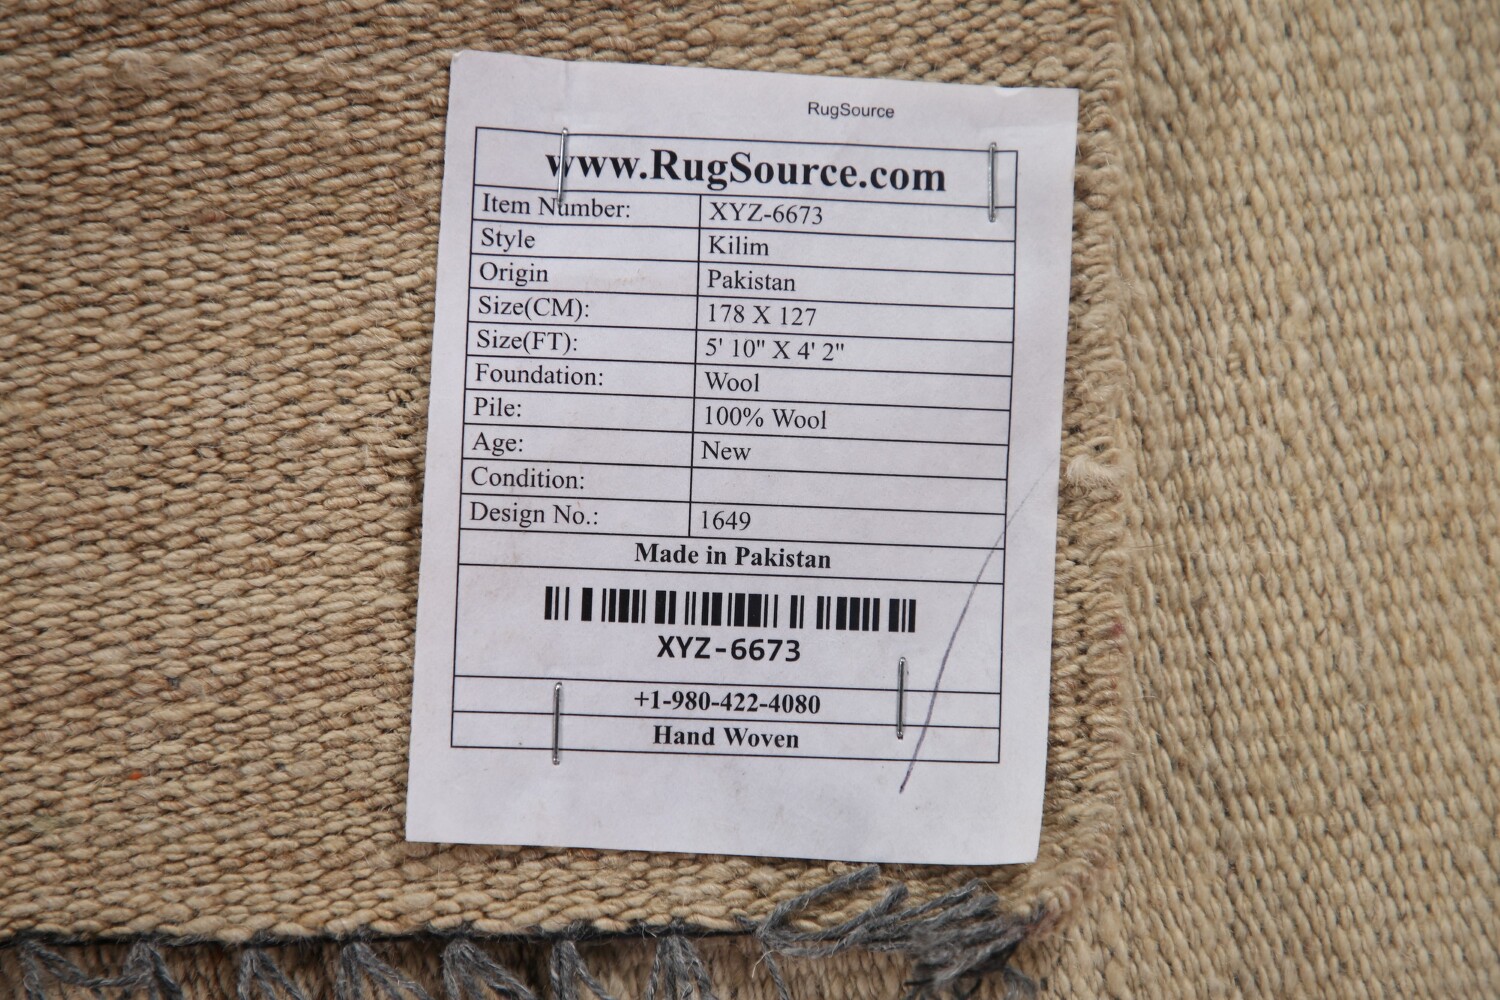 RugSource
www.RugSource.com
Item Number: XYZ-6673
Style Kilim
Origin Pakistan
Size(CM): 178 X 127
Size(FT): 5' 10" X 4' 2"
Foundation: Wool
Pile: 100% Wool
Age: New
Condition:
Design No.: 1649
Made in Pakistan
XYZ-6673
+1-980-422-4080
Hand Woven